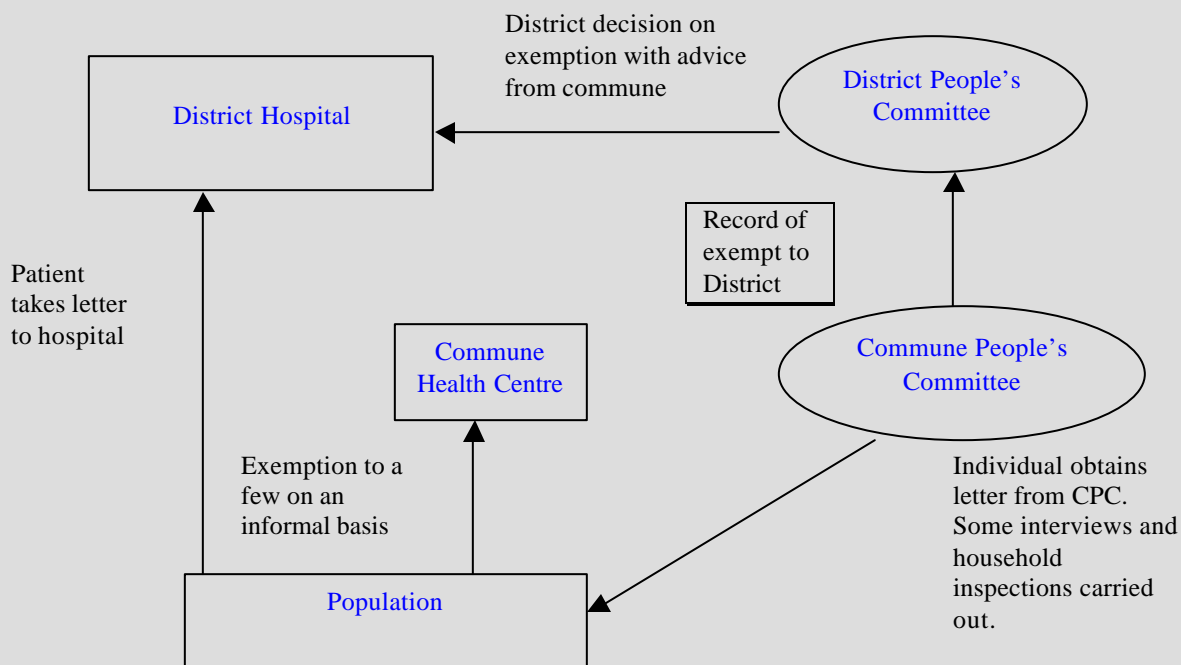 District decision on
exemption with advice
from commune
District Hospital
District People's
Committee
Record of
exempt to
District
Patient
takes letter
to hospital
Commune
Health Centre
Commune People's
Committee
Exemption to a
few on an
informal basis
Individual obtains
letter from CPC.
Some interviews and
household
inspections carried
out.
Population